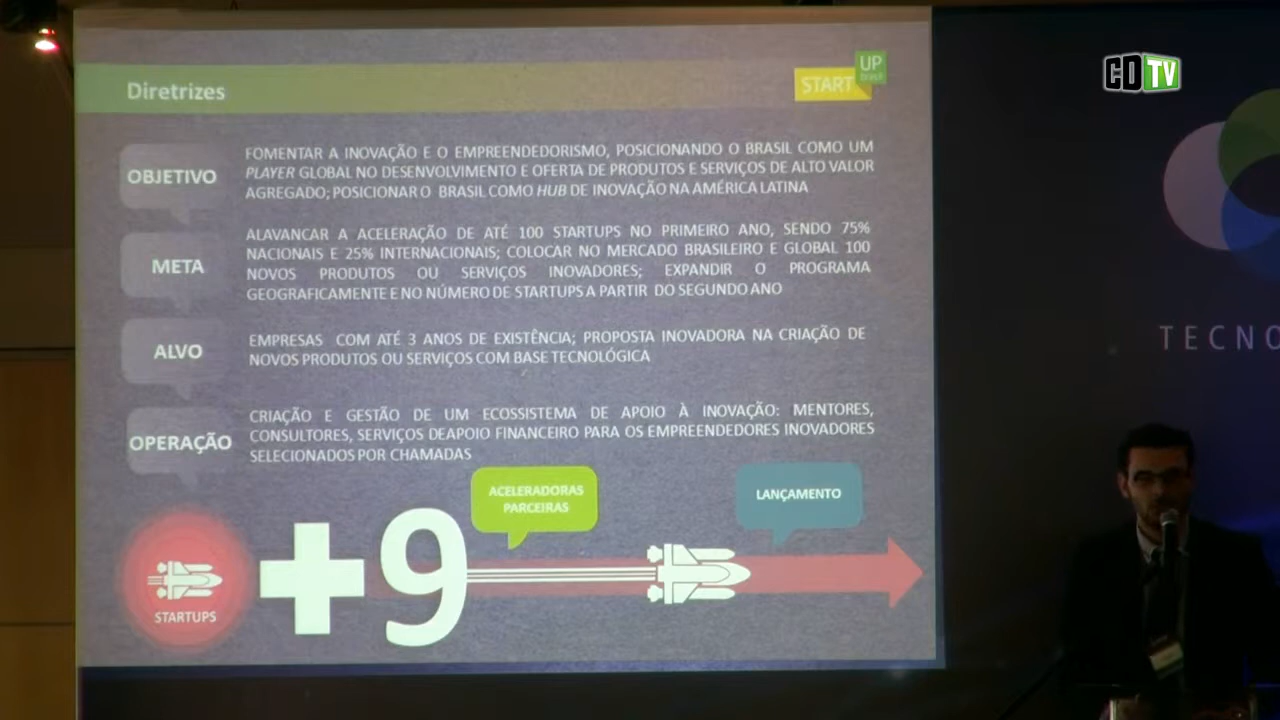 CDTV
Diretrizes
START
UP
brasil
OBJETIVO
FOMENTAR A INOVAÇÃO E O EMPREENDEDORISMO, POSICIONANDO O BRASIL COMO UM
PLAYER GLOBAL NO DESENVOLVIMENTO E OFERTA DE PRODUTOS E SERVIÇOS DE ALTO VALOR
AGREGADO; POSICIONAR O BRASIL COMO HUB DE INOVAÇÃO NA AMÉRICA LATINA
META
ALAVANCAR A ACELERAÇÃO DE ATÉ 100 STARTUPS NO PRIMEIRO ANO, SENDO 75%
NACIONAIS E 25% INTERNACIONAIS; COLOCAR NO MERCADO BRASILEIRO E GLOBAL 100
NOVOS PRODUTOS OU SERVIÇOS INOVADORES; EXPANDIR O PROGRAMA
GEOGRAFICAMENTE E NO NÚMERO DE STARTUPS A PARTIR DO SEGUNDO ANO
ALVO
EMPRESAS COM ATÉ 3 ANOS DE EXISTÊNCIA; PROPOSTA INOVADORA NA CRIAÇÃO DE
NOVOS PRODUTOS OU SERVIÇOS COM BASE TECNOLÓGICA
OPERAÇÃO
CRIAÇÃO E GESTÃO DE UM ECOSSISTEMA DE APOIO À INOVAÇÃO: MENTORES,
CONSULTORES, SERVIÇOS DEAPOIO FINANCEIRO PARA OS EMPREENDEDORES INOVADORES
SELECIONADOS POR CHAMADAS
STARTUPS
+9
ACELERADORAS
PARCEIRAS
LANÇAMENTO
TECNO